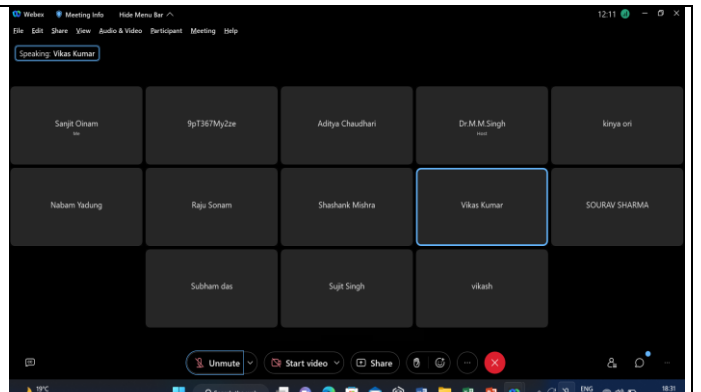 Webex Meeting Info Hide Menu Bar 12:11
File Edit Share View Audio & Video Participant Meeting Help
Speaking: Vikas Kumar
Sanjit Oinam 9pT367My2ze Aditya Chaudhari Dr.M.M.Singh kinya ori
Me Host
Nabam Yadung Raju Sonam Shashank Mishra Vikas Kumar SOURAV SHARMA
Subham das Sujit Singh vikash
Unmute Start video Share
19°C ENG 18:31